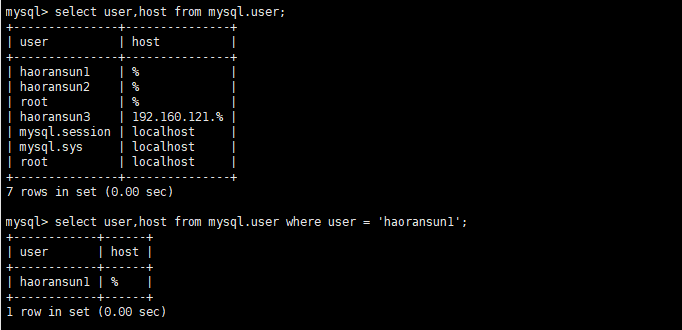 mysql> select user,host from mysql.user;
+---------------+---------------+
| user          | host          |
+---------------+---------------+
| haoransun1    | %             |
| haoransun2    | %             |
| root          | %             |
| haoransun3    | 192.160.121.% |
| mysql.session | localhost     |
| mysql.sys     | localhost     |
| root          | localhost     |
+---------------+---------------+
7 rows in set (0.00 sec)
mysql> select user,host from mysql.user where user = 'haoransun1';
+------------+------+
| user       | host |
+------------+------+
| haoransun1 | %    |
+------------+------+
1 row in set (0.00 sec)